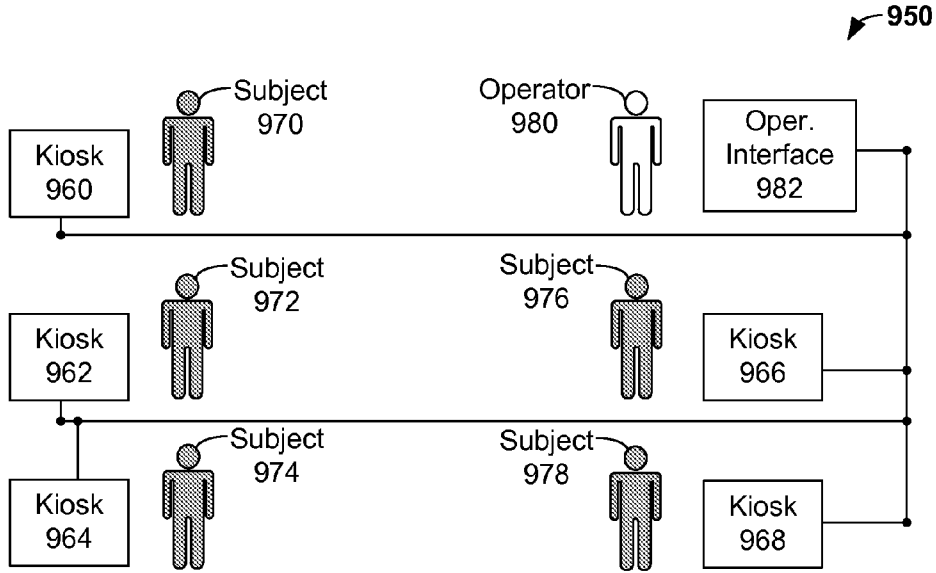 950
Subject
970
Operator
980
Kiosk
960
Oper.
Interface
982
Subject
972
Subject
976
Kiosk
962
Kiosk
966
Subject
974
Subject
978
Kiosk
964
Kiosk
968